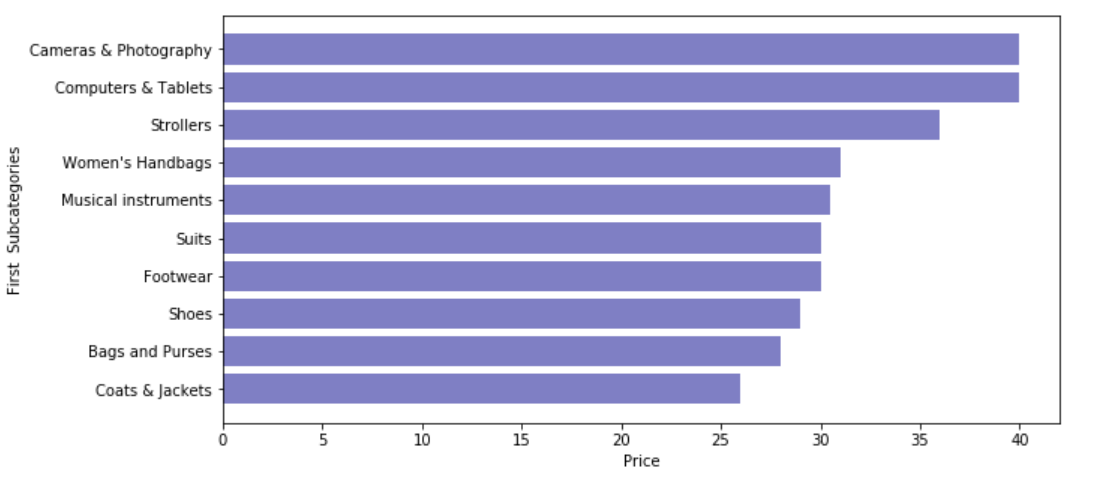 Cameras & Photography
Computers & Tablets
Strollers
Women's Handbags
Musical instruments
Suits
Footwear
Shoes
Bags and Purses
Coats & Jackets
First Subcategories
0 5 10 15 20 25 30 35 40
Price